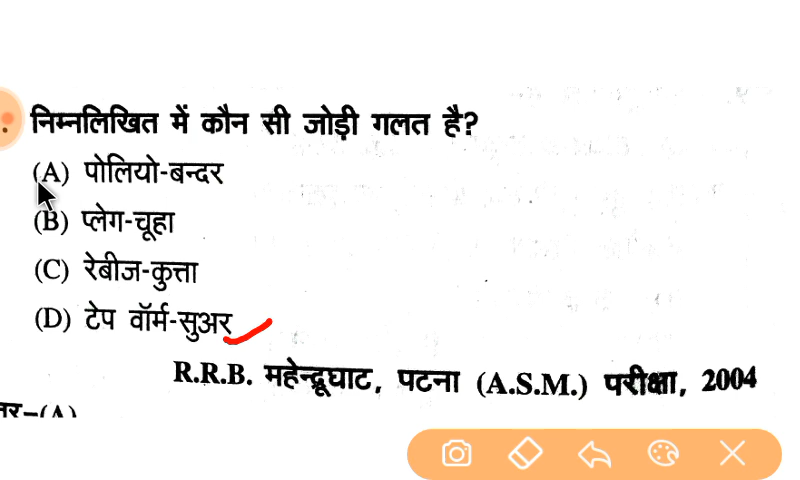 निम्नलिखित में कौन सी जोड़ी गलत है?
(A) पोलियो-बन्दर
(B) प्लेग-चूहा
(C) रेबीज-कुत्ता
(D) टेप वॉर्म-सुअर
R.R.B. महेन्द्रूघाट, पटना (A.S.M.) परीक्षा, 2004
–(A)